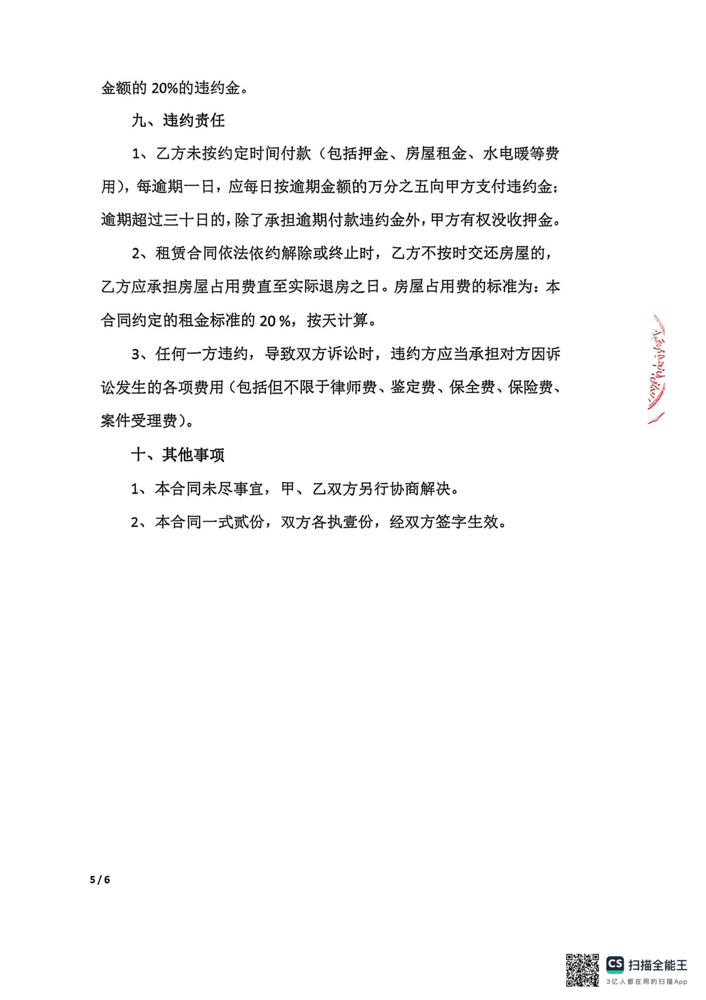 金额的 20%的违约金。
九、违约责任
1、乙方未按约定时间付款（包括押金、房屋租金、水电暖等费
用），每逾期一日，应每日按逾期金额的万分之五向甲方支付违约金；
逾期超过三十日的，除了承担逾期付款违约金外，甲方有权没收押金。
2、租赁合同依法依约解除或终止时，乙方不按时交还房屋的，
乙方应承担房屋占用费直至实际退房之日。房屋占用费的标准为：本
合同约定的租金标准的 20 %，按天计算。
3、任何一方违约，导致双方诉讼时，违约方应当承担对方因诉
讼发生的各项费用（包括但不限于律师费、鉴定费、保全费、保险费、
案件受理费）。
十、其他事项
1、本合同未尽事宜，甲、乙双方另行协商解决。
2、本合同一式贰份，双方各执壹份，经双方签字生效。
5 / 6
CS 扫描全能王
3亿人都在用的扫描App